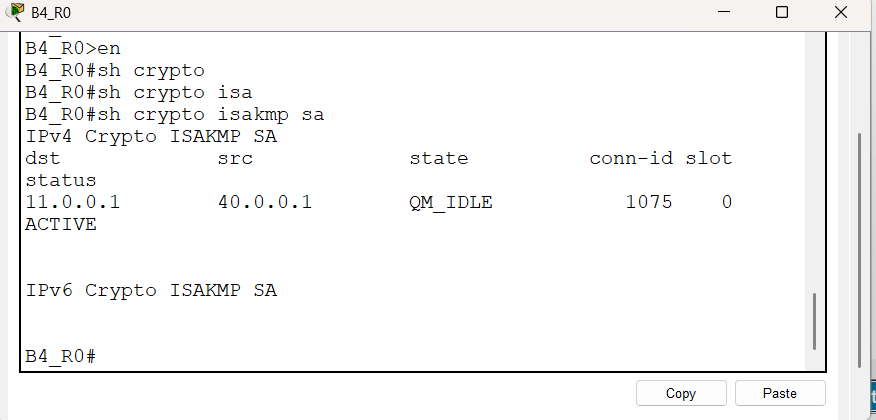 B4_R0
B4_R0>en
B4_R0#sh crypto
B4_R0#sh crypto isa
B4_R0#sh crypto isakmp sa
IPv4 Crypto ISAKMP SA
dst src state conn-id slot
status
11.0.0.1 40.0.0.1 QM_IDLE 1075 0
ACTIVE
IPv6 Crypto ISAKMP SA
B4_R0#
Copy Paste